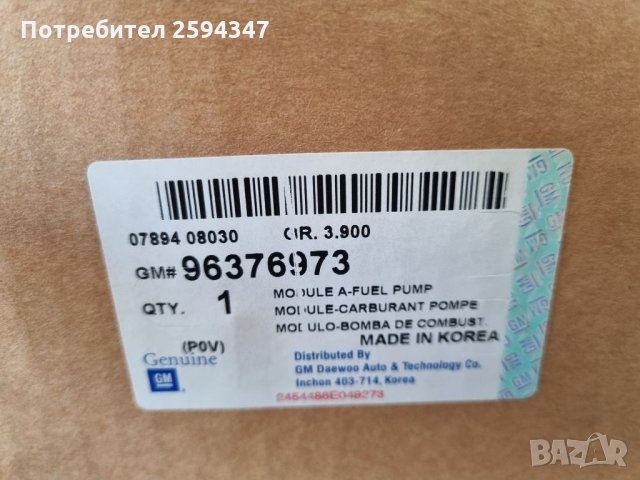 Потребител 2594347
07894 08030 GR. 3.900
GM# 96376973
QTY. 1 MODULE A-FUEL PUMP
MODULE-CARBURANT POMPE
MODULO-BOMBA DE COMBUST.
MADE IN KOREA
(P0V)
Genuine
GM
Distributed By
GM Daewoo Auto & Technology Co.
Inchon 403-714, Korea
2454486E049273
BAZAR